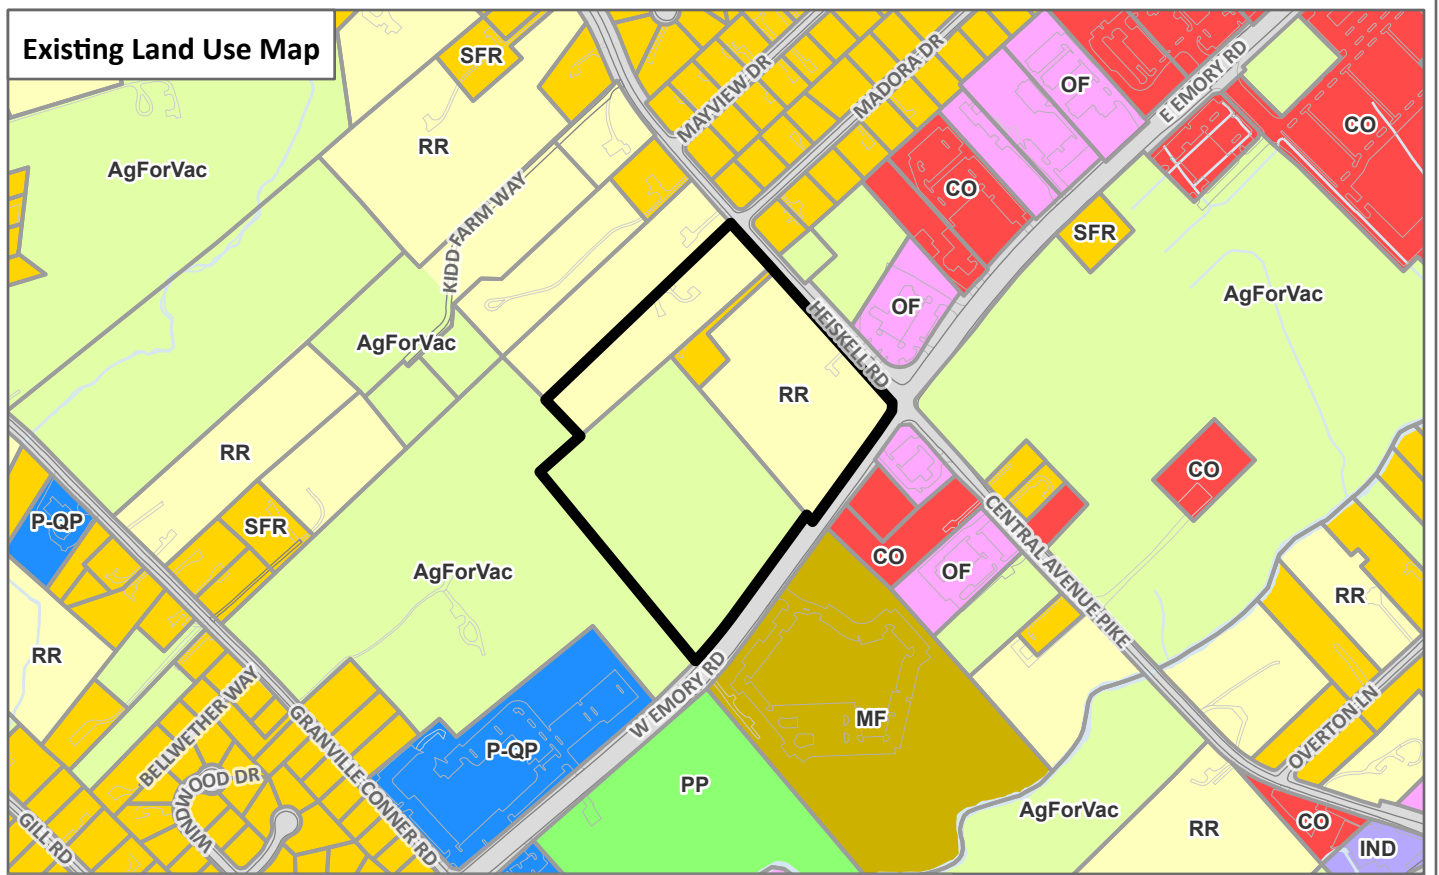 Existing Land Use Map
SFR
MAYVIEW DR
MADORA DR
OF
E EMORY RD
CO
RR
AgForVac
KIDD FARM WAY
CO
SFR
OF
AgForVac
AgForVac
HEISKELL RD
RR
RR
CO
SFR
P-QP
AgForVac
CO
OF
CENTRAL AVENUE PIKE
RR
RR
BELLWETHER WAY
GRANVILLE CONNER RD
W EMORY RD
MF
OVERTON LN
P-QP
WINDWOOD DR
PP
AgForVac
RR
CO
IND
GILL RD